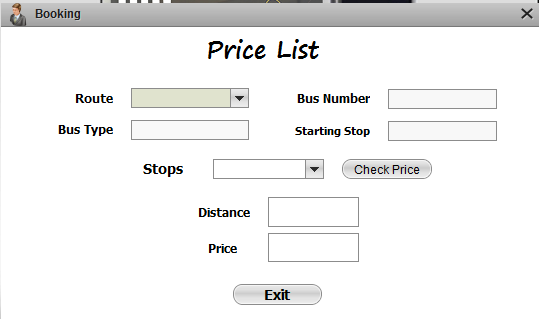 Booking
Price List
Route
Bus Number
Bus Type
Starting Stop
Stops
Check Price
Distance
Price
Exit